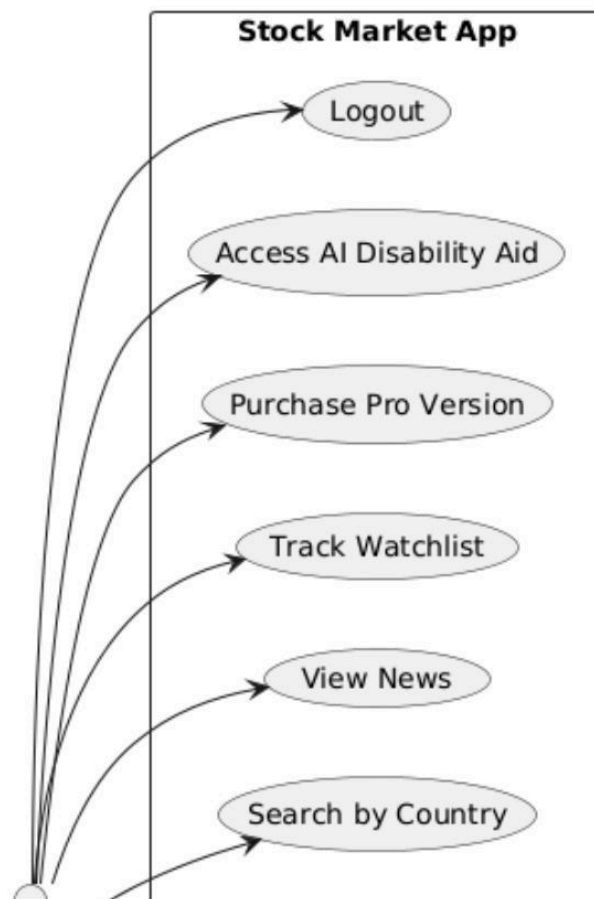 Stock Market App
Logout
Access AI Disability Aid
Purchase Pro Version
Track Watchlist
View News
Search by Country